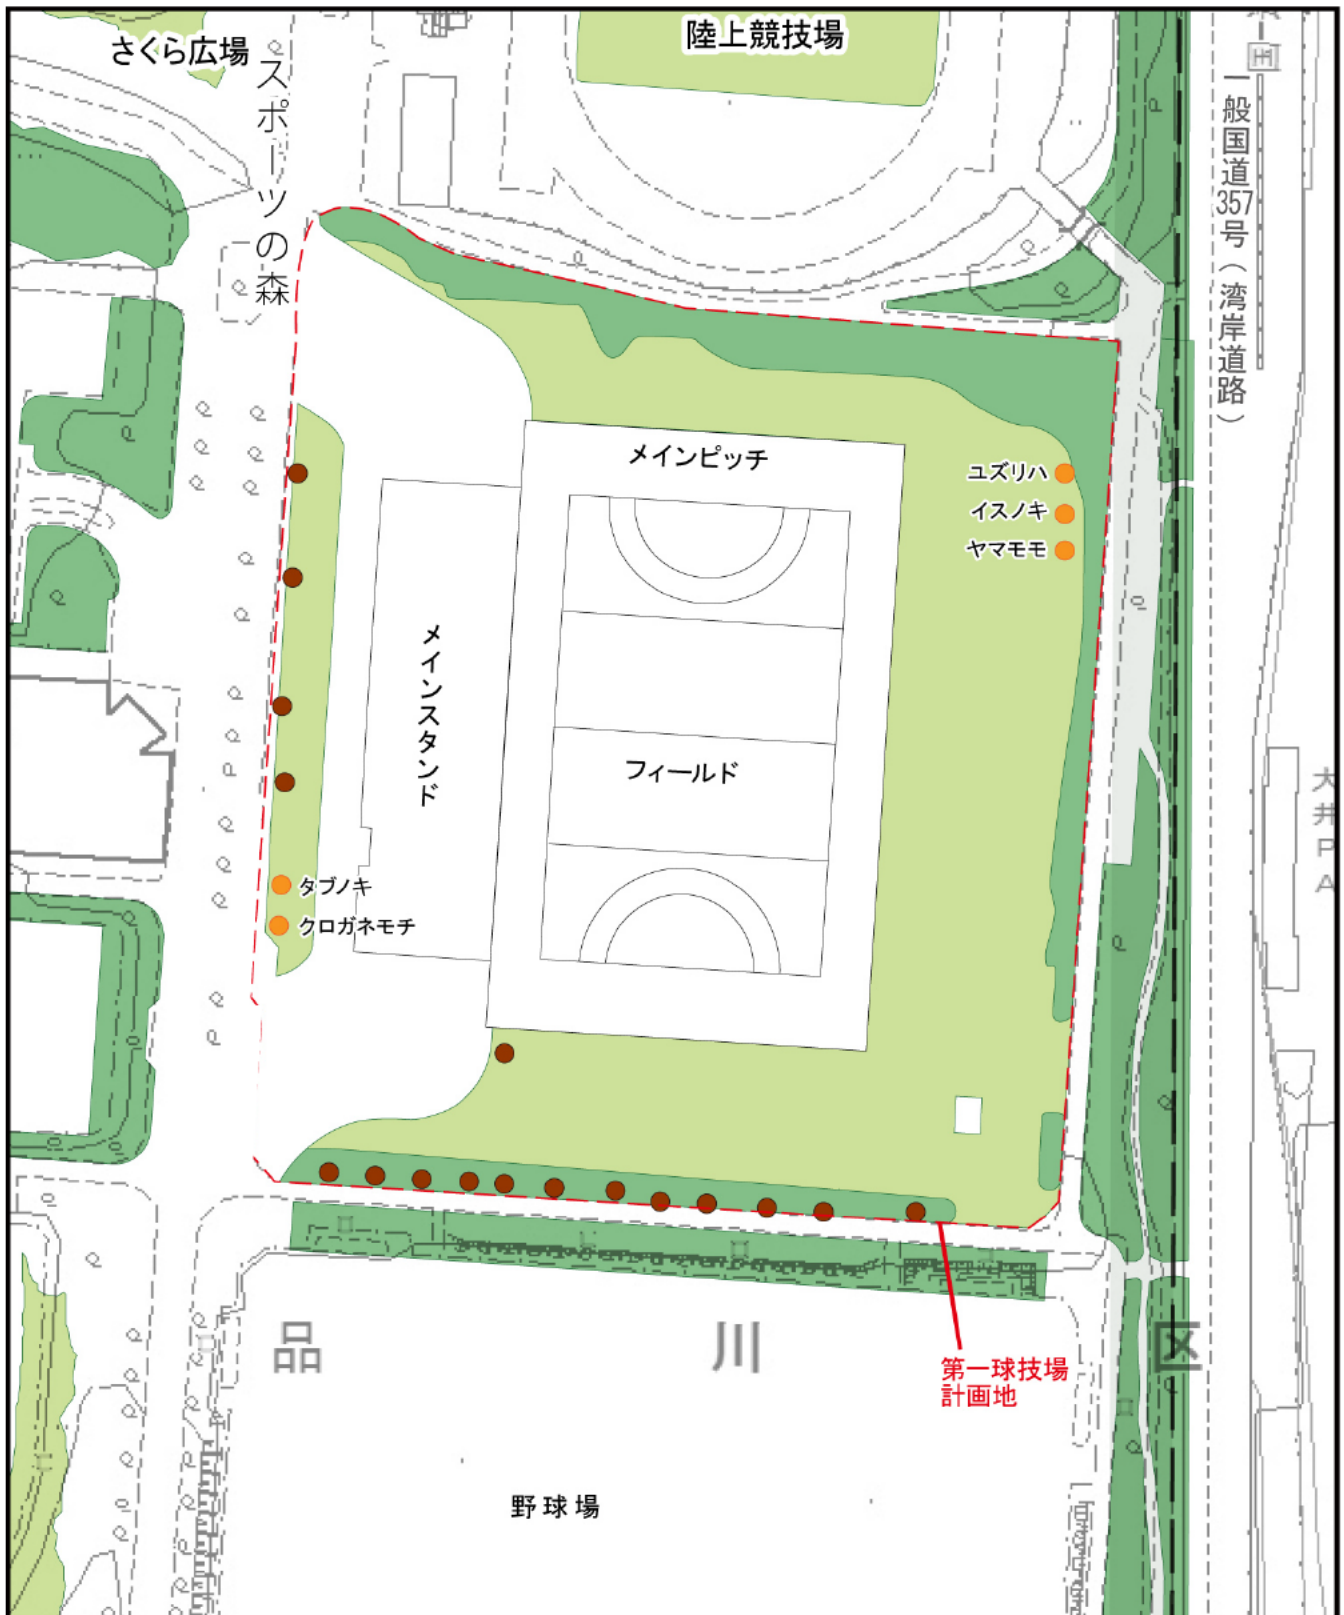 さくら広場
陸上競技場
スポーツの森
一般国道357号（湾岸道路）
メインピッチ
ユズリハ
イスノキ
ヤマモモ
メインスタンド
フィールド
大井PA
タブノキ
クロガネモチ
品川区
第一球技場
計画地
野球場